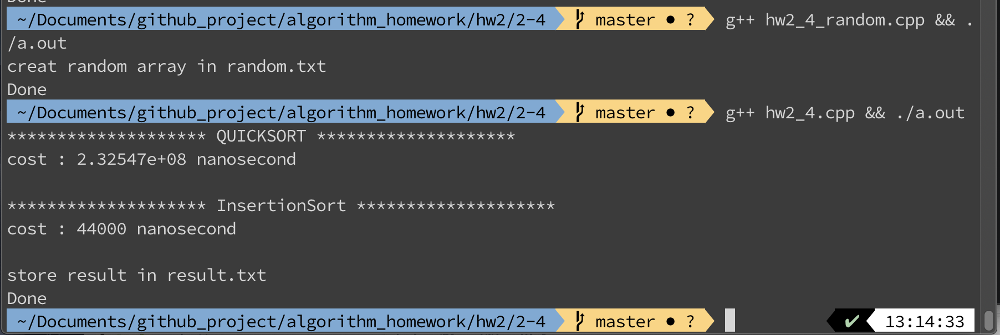 Done
~/Documents/github_project/algorithm_homework/hw2/2-4 master ● ? g++ hw2_4_random.cpp && .
/a.out
creat random array in random.txt
Done
~/Documents/github_project/algorithm_homework/hw2/2-4 master ● ? g++ hw2_4.cpp && ./a.out
******************** QUICKSORT ********************
cost : 2.32547e+08 nanosecond
******************** InsertionSort ********************
cost : 44000 nanosecond
store result in result.txt
Done
~/Documents/github_project/algorithm_homework/hw2/2-4 master ● ? ✔ 13:14:33